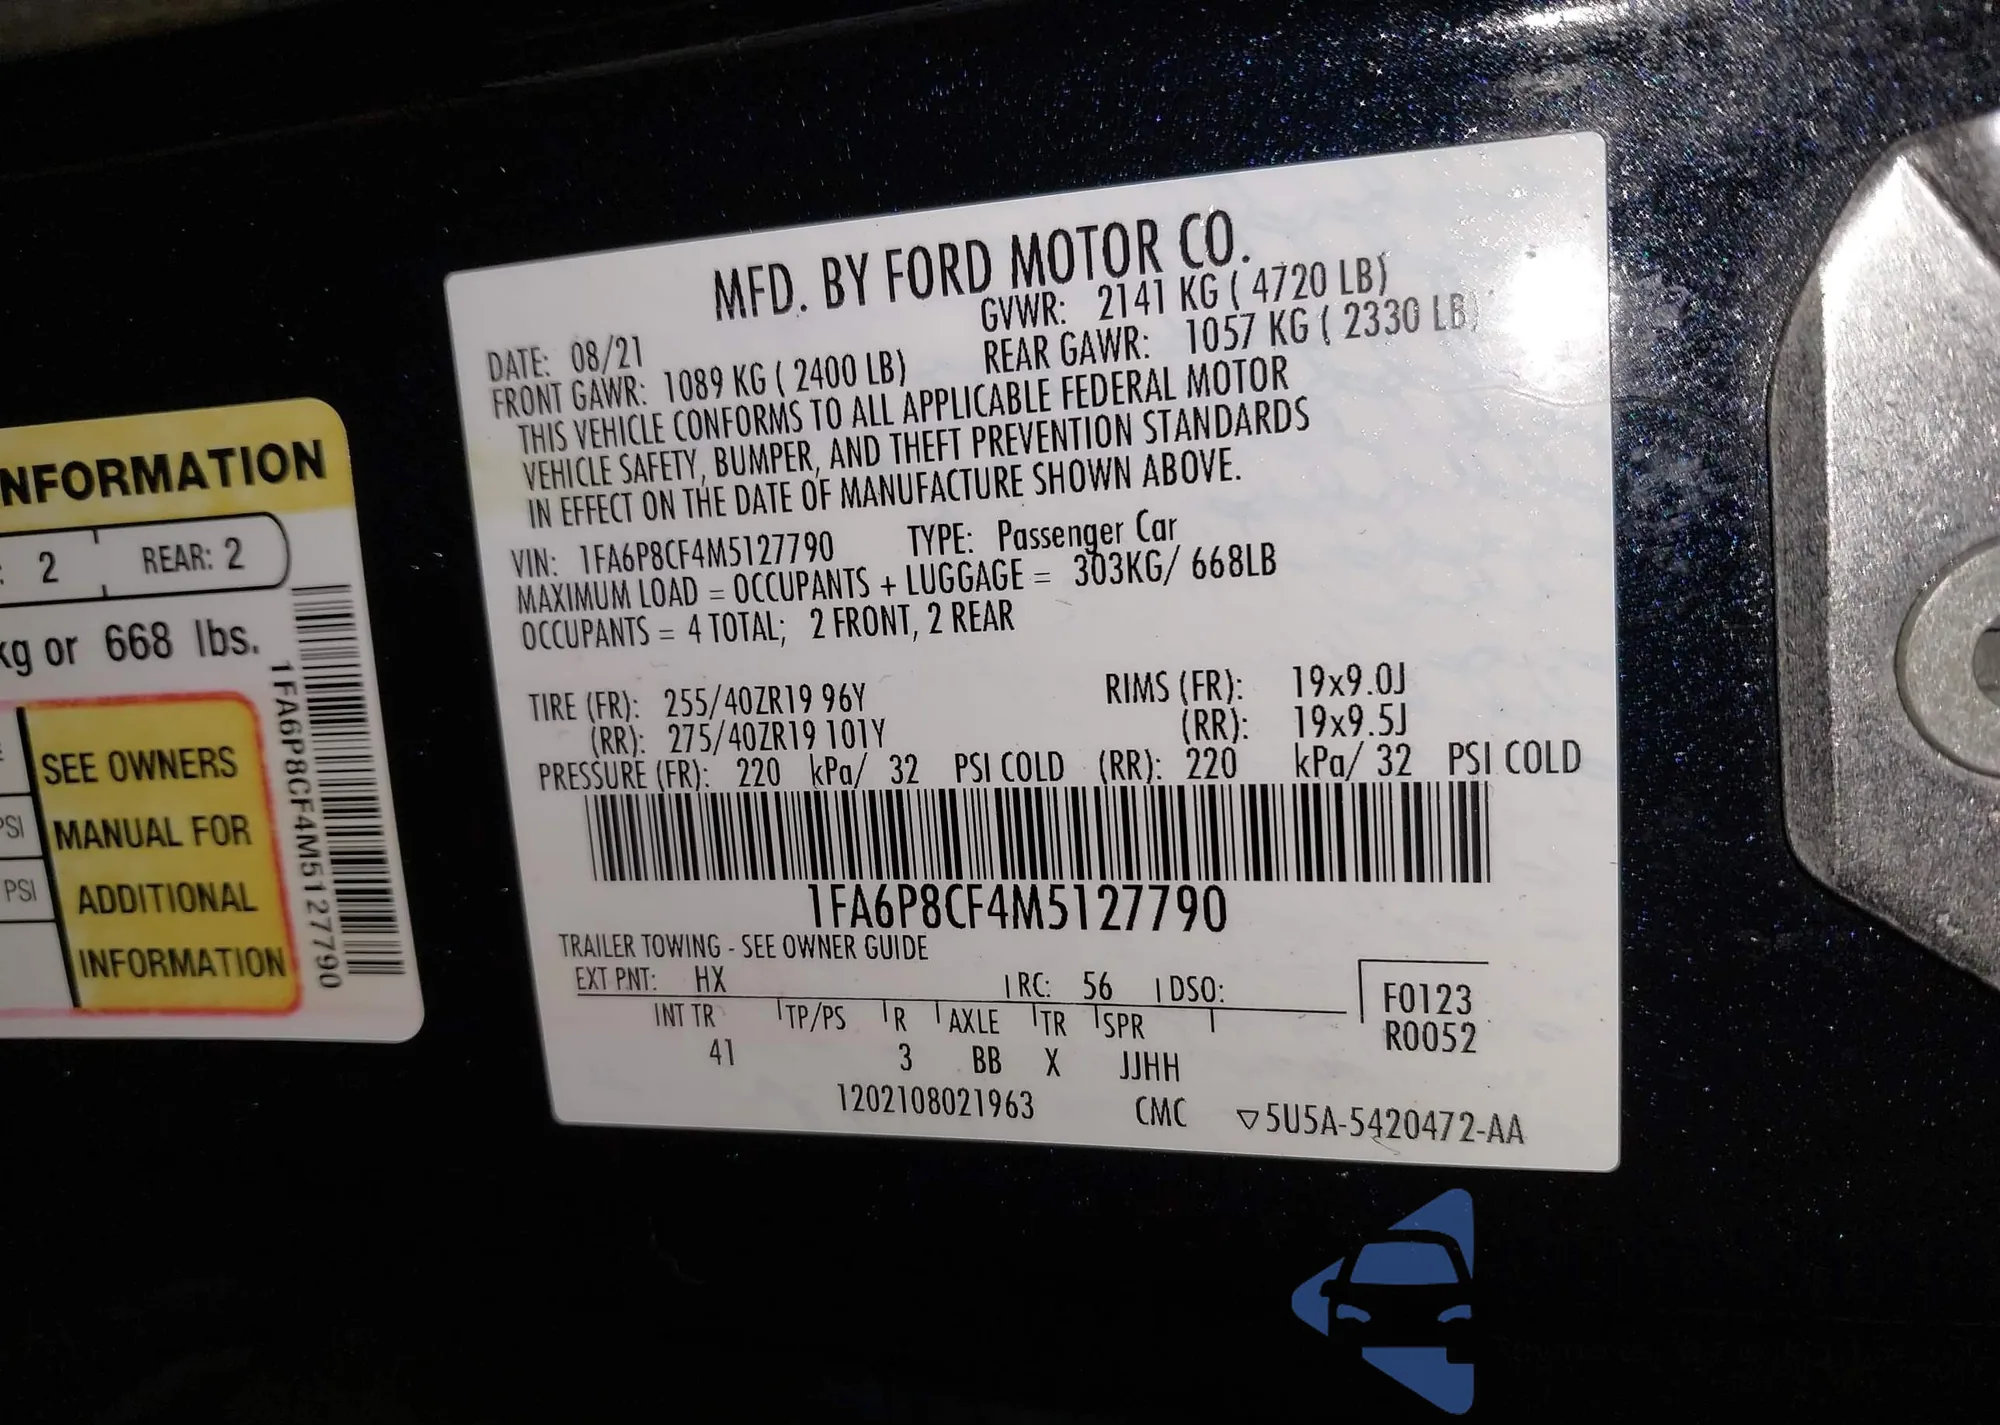 NFORMATION
: 2 REAR: 2
kg or 668 lbs.
PSI
PSI
SEE OWNERS
MANUAL FOR
ADDITIONAL
INFORMATION
1FA6P8CF4M5127790
MFD. BY FORD MOTOR CO.
DATE: 08/21 GVWR: 2141 KG ( 4720 LB)
FRONT GAWR: 1089 KG ( 2400 LB) REAR GAWR: 1057 KG ( 2330 LB)
THIS VEHICLE CONFORMS TO ALL APPLICABLE FEDERAL MOTOR
VEHICLE SAFETY, BUMPER, AND THEFT PREVENTION STANDARDS
IN EFFECT ON THE DATE OF MANUFACTURE SHOWN ABOVE.
VIN: 1FA6P8CF4M5127790 TYPE: Passenger Car
MAXIMUM LOAD = OCCUPANTS + LUGGAGE = 303KG/ 668LB
OCCUPANTS = 4 TOTAL; 2 FRONT, 2 REAR
TIRE (FR): 255/40ZR19 96Y RIMS (FR): 19x9.0J
(RR): 275/40ZR19 101Y (RR): 19x9.5J
PRESSURE (FR): 220 kPa/ 32 PSI COLD (RR): 220 kPa/ 32 PSI COLD
1FA6P8CF4M5127790
TRAILER TOWING - SEE OWNER GUIDE
EXT PNT: HX RC: 56 DSO: F0123
INT TR TP/PS R AXLE TR SPR R0052
41 3 BB X JJHH
1202108021963 CMC ▽5U5A-5420472-AA